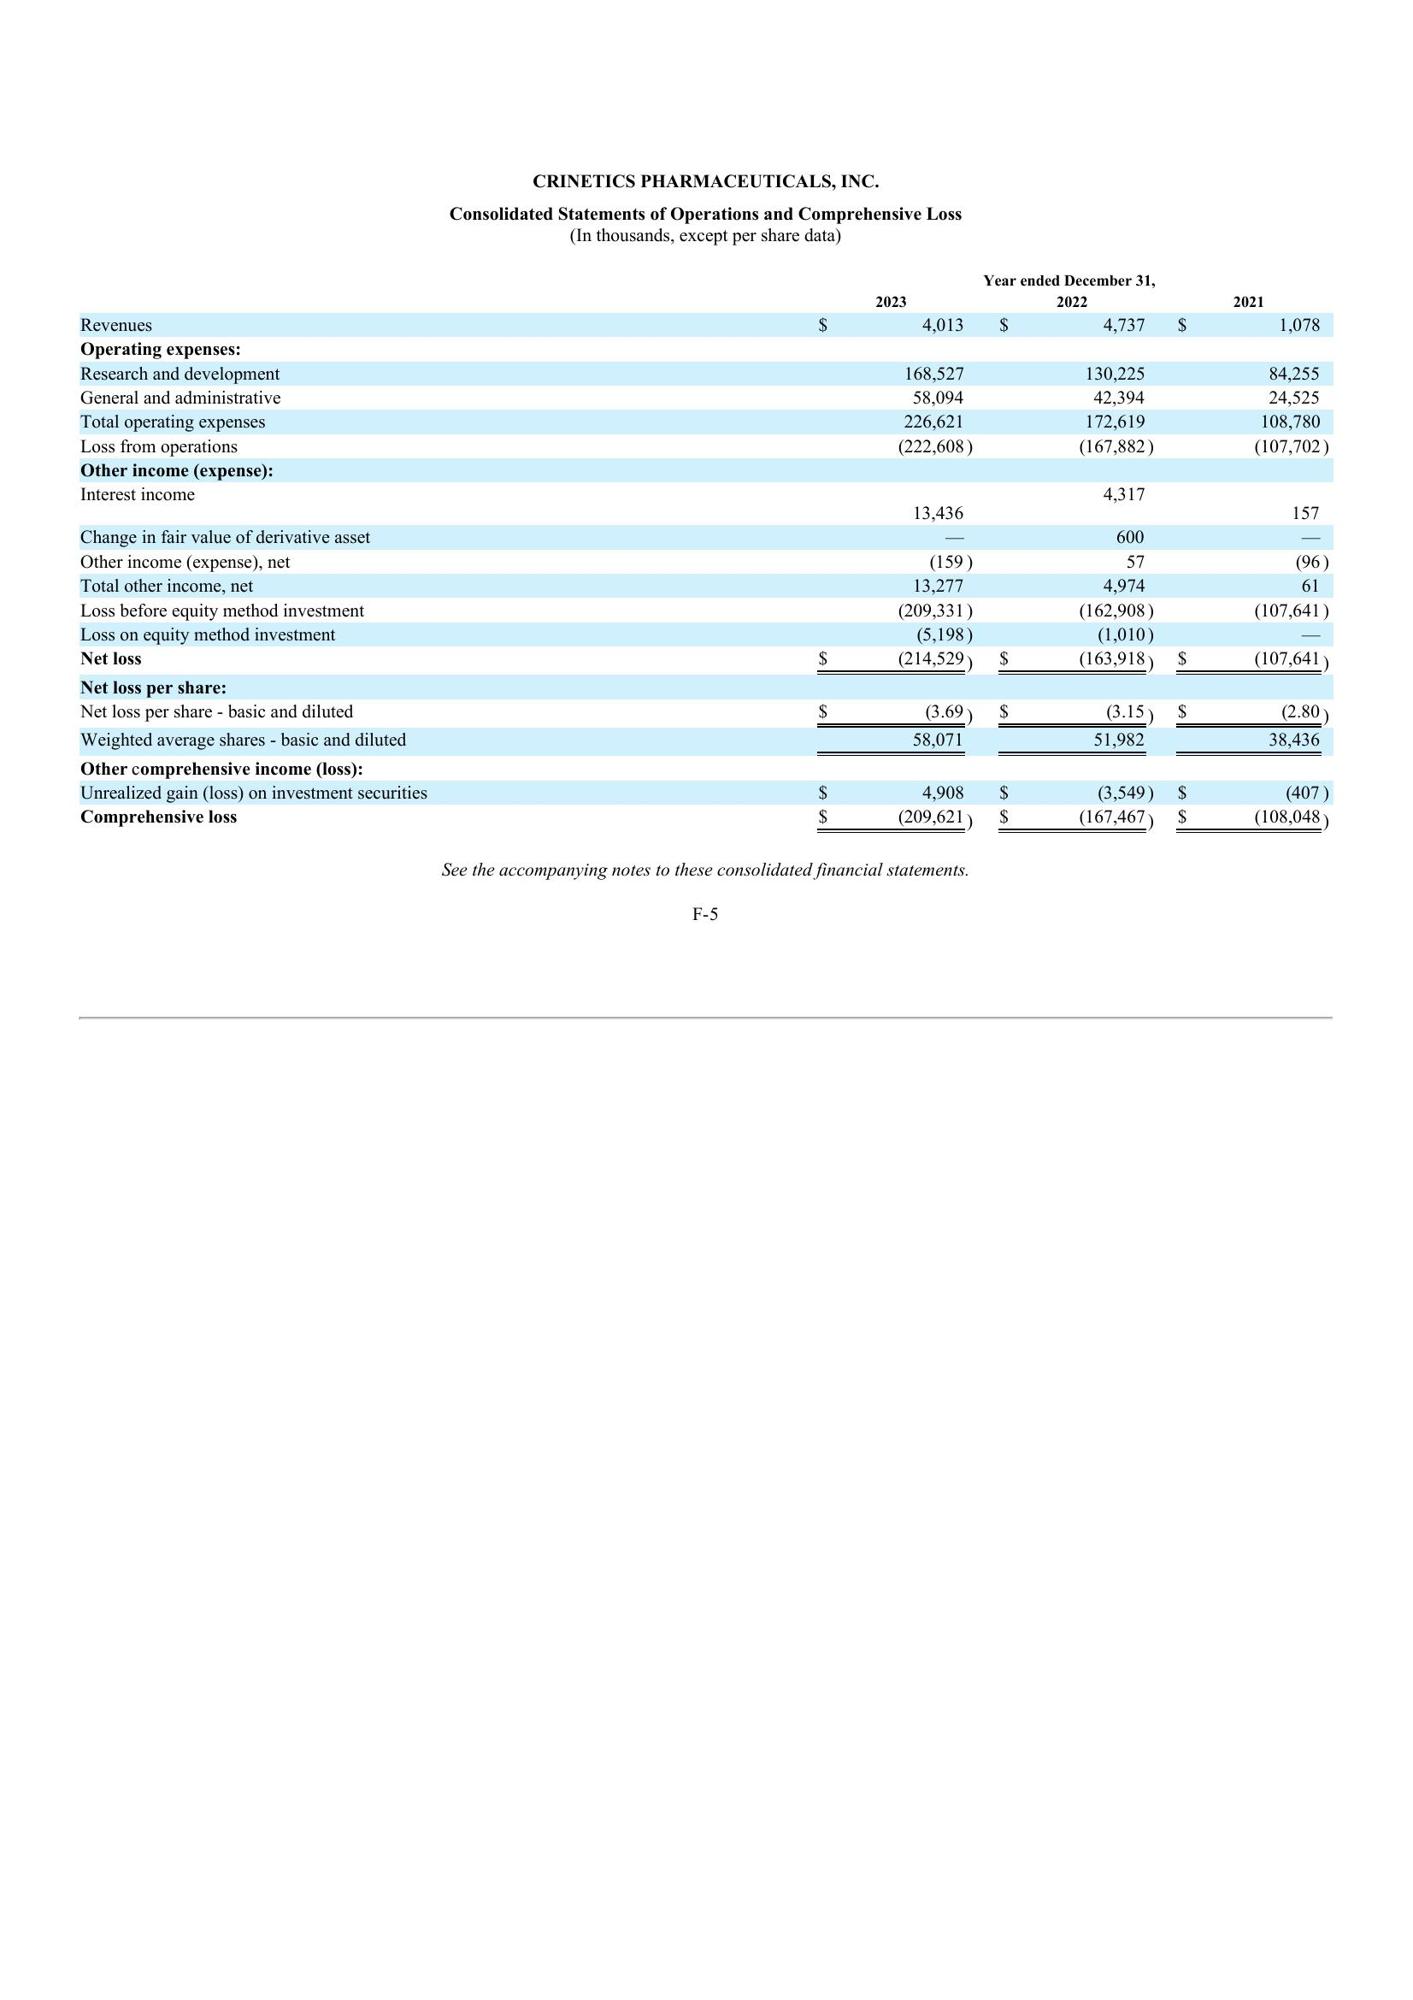 CRINETICS PHARMACEUTICALS, INC.
Consolidated Statements of Operations and Comprehensive Loss
(In thousands, except per share data)
Year ended December 31,
2023 2022 2021
Revenues $ 4,013 $ 4,737 $ 1,078
Operating expenses:
Research and development 168,527 130,225 84,255
General and administrative 58,094 42,394 24,525
Total operating expenses 226,621 172,619 108,780
Loss from operations (222,608) (167,882) (107,702)
Other income (expense):
Interest income 13,436 4,317 157
Change in fair value of derivative asset — 600 —
Other income (expense), net (159) 57 (96)
Total other income, net 13,277 4,974 61
Loss before equity method investment (209,331) (162,908) (107,641)
Loss on equity method investment (5,198) (1,010) —
Net loss $ (214,529) $ (163,918) $ (107,641)
Net loss per share:
Net loss per share - basic and diluted $ (3.69) $ (3.15) $ (2.80)
Weighted average shares - basic and diluted 58,071 51,982 38,436
Other comprehensive income (loss):
Unrealized gain (loss) on investment securities $ 4,908 $ (3,549) $ (407)
Comprehensive loss $ (209,621) $ (167,467) $ (108,048)
See the accompanying notes to these consolidated financial statements.
F-5